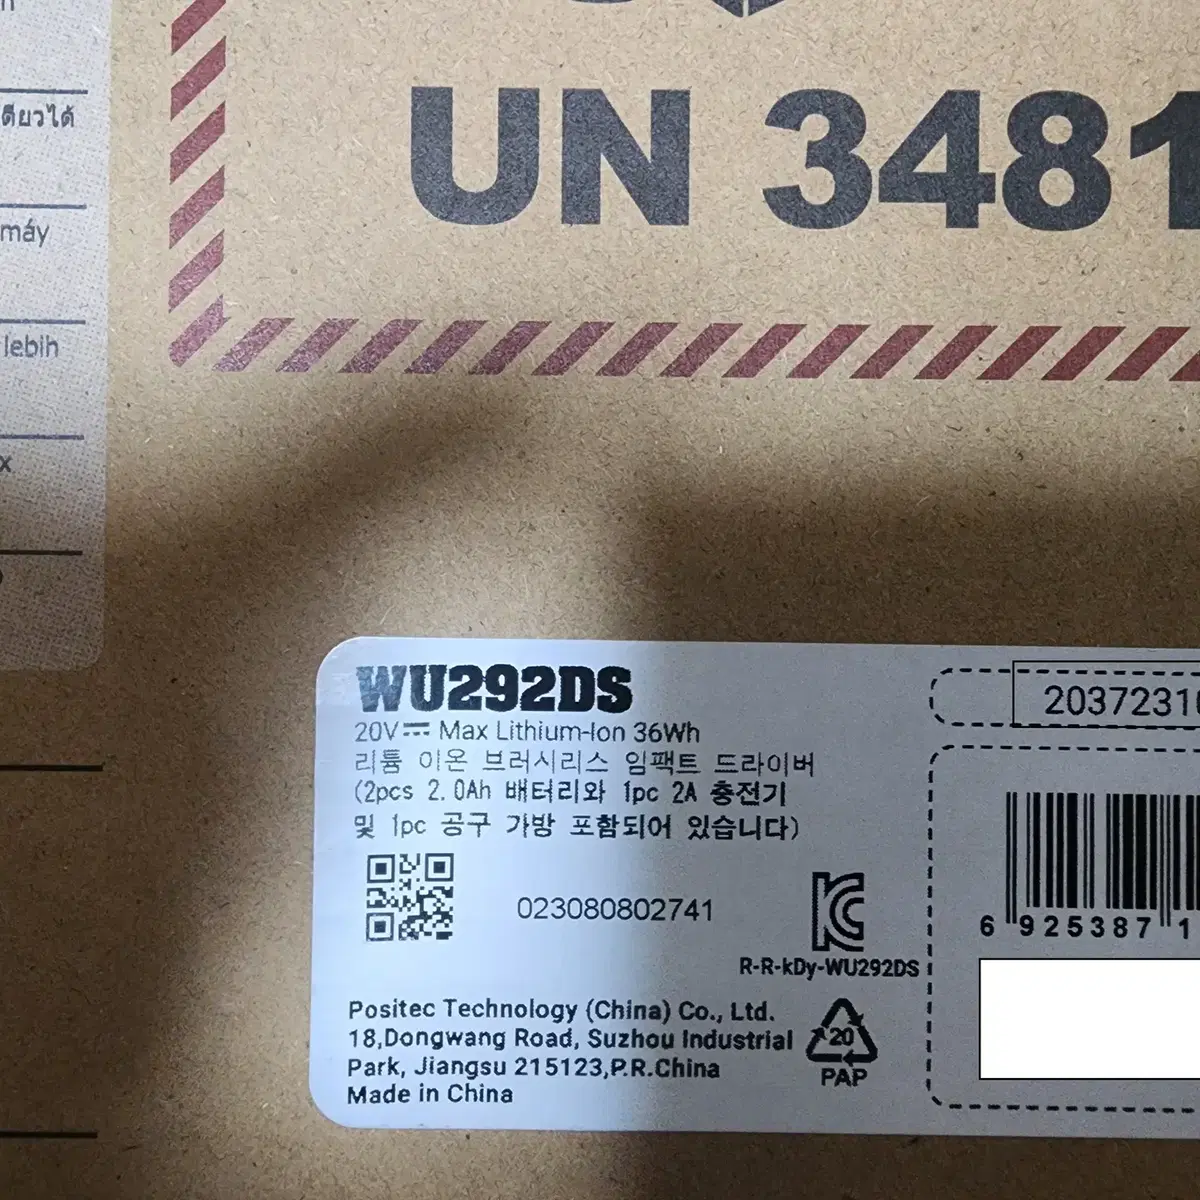 ดียวได้
máy
lebih
x
UN 3481
WU292DS
20V Max Lithium-Ion 36Wh
리튬 이온 브러시리스 임팩트 드라이버
(2pcs 2.0Ah 배터리와 1pc 2A 충전기
및 1pc 공구 가방 포함되어 있습니다)
023080802741
R-R-kDy-WU292DS
Positec Technology (China) Co., Ltd.
18,Dongwang Road, Suzhou Industrial
Park, Jiangsu 215123,P.R.China
Made in China
20
PAP
2037231
6 925387 1